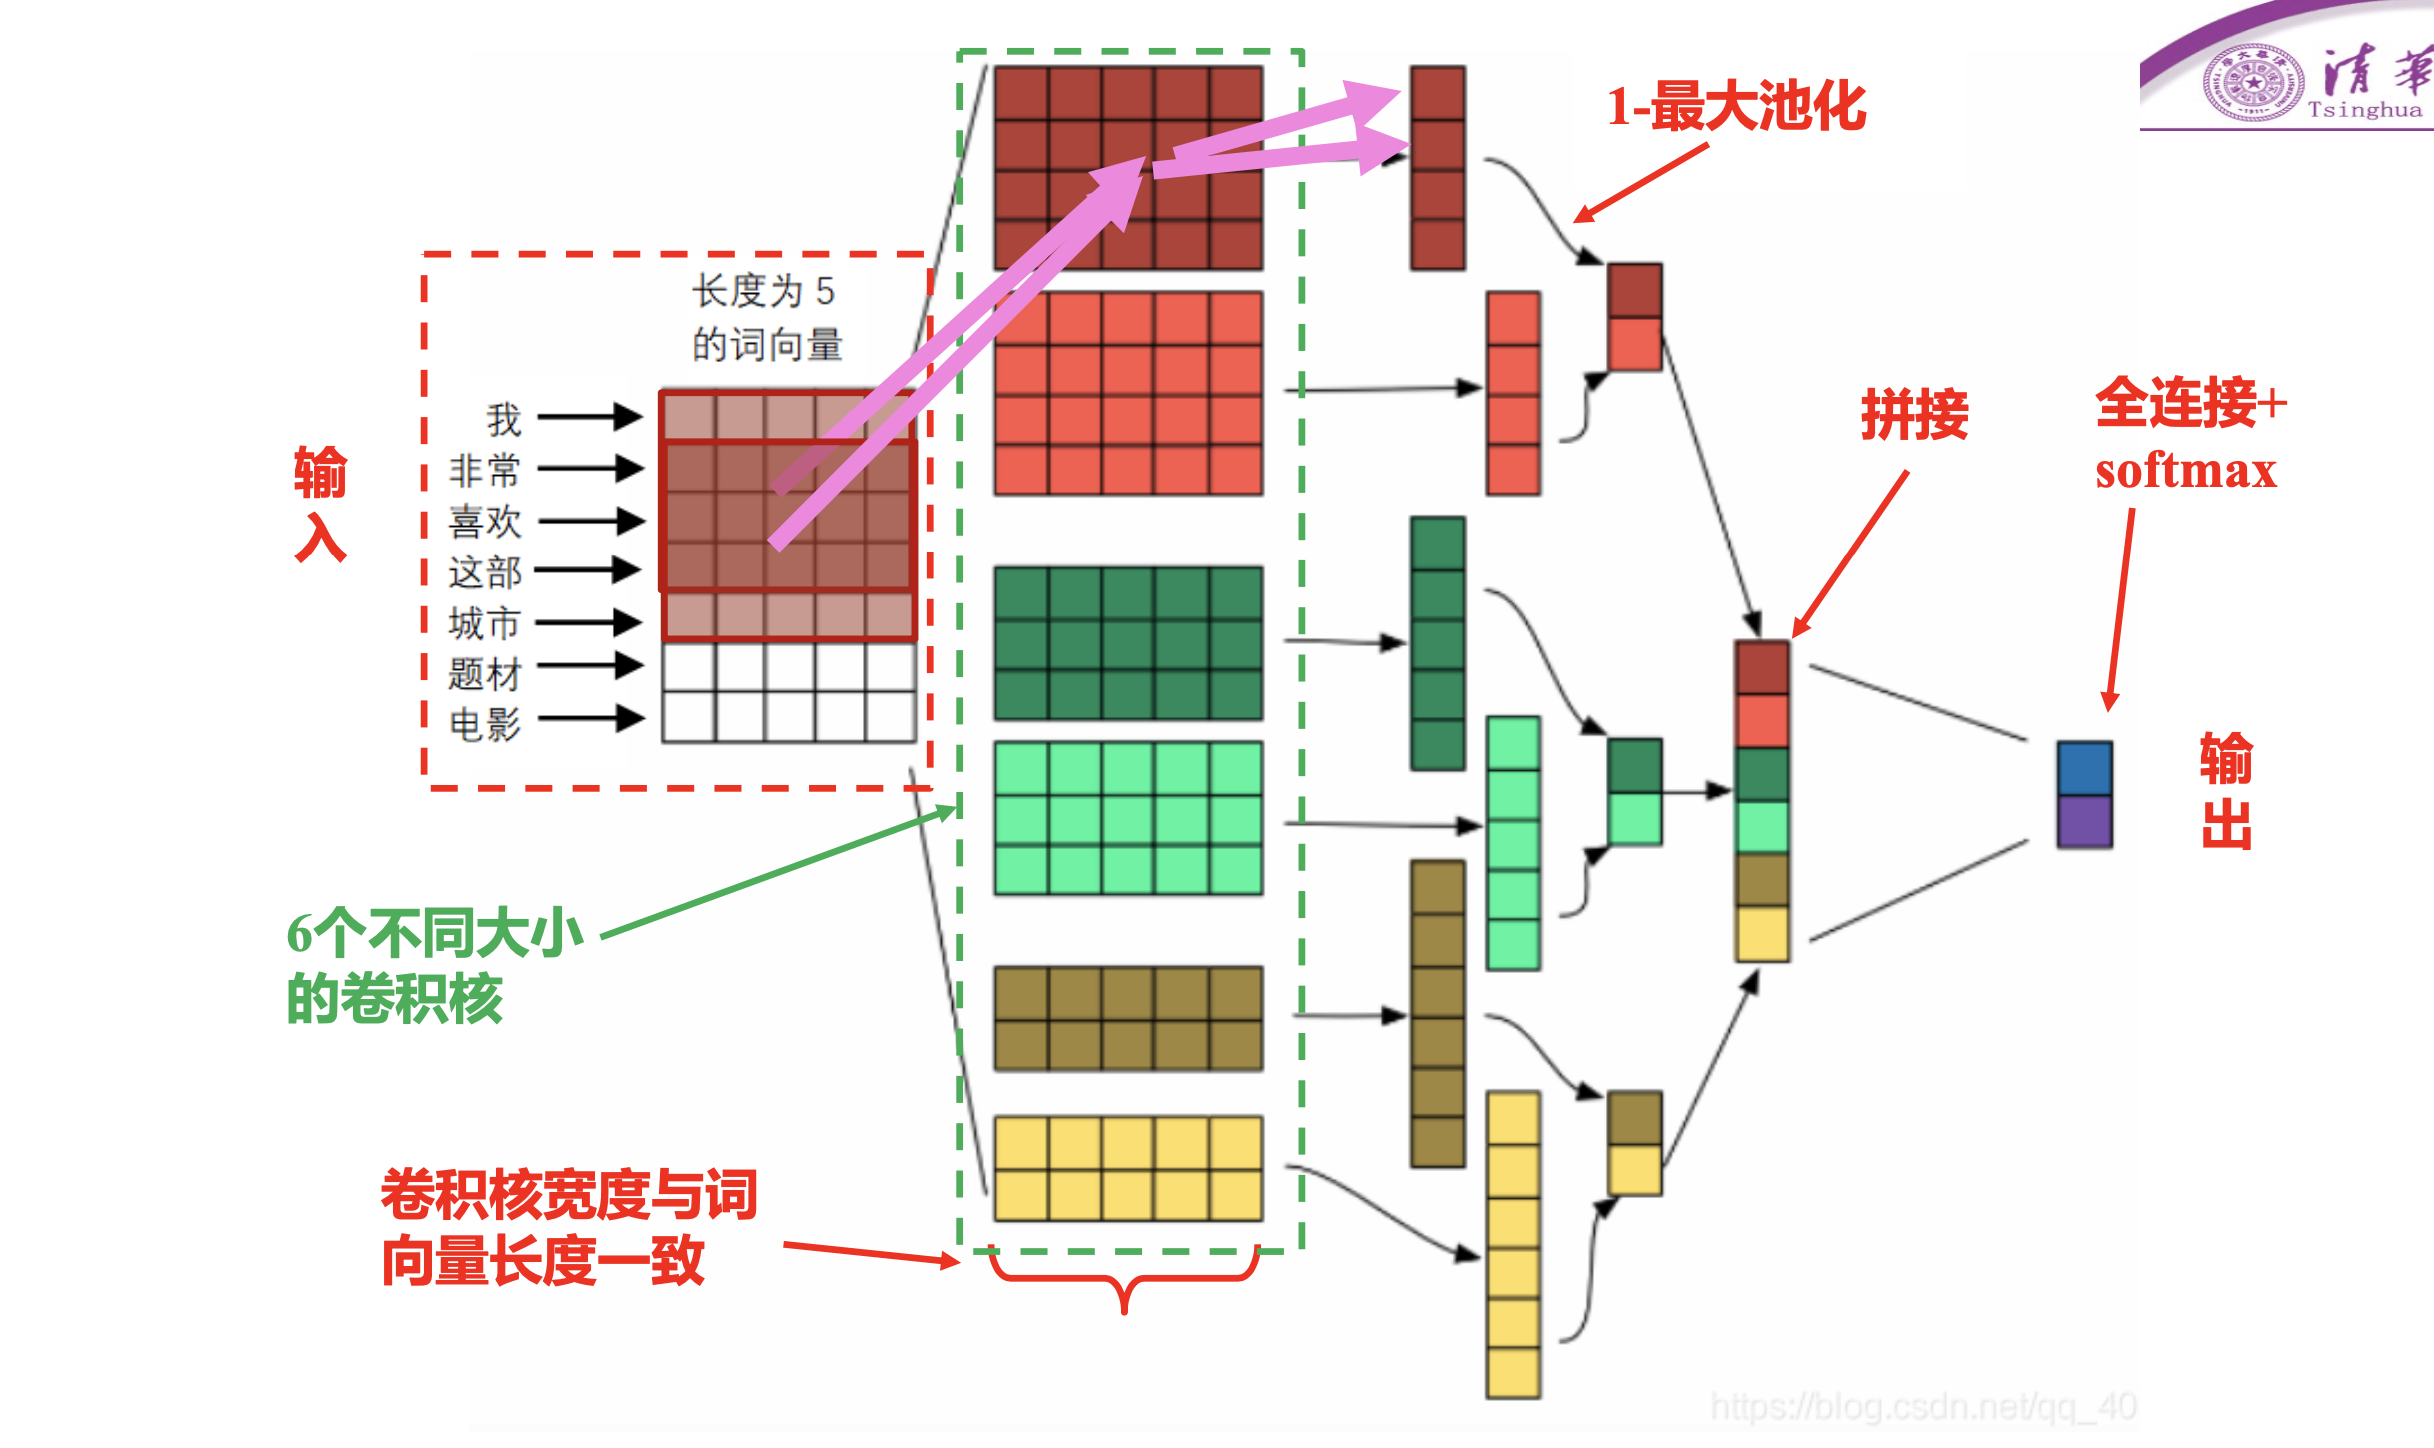 清華
Tsinghua
1-最大池化
长度为 5
的词向量
我
非常
喜欢
这部
城市
题材
电影
输
入
拼接
全连接+
softmax
输
出
6个不同大小
的卷积核
卷积核宽度与词
向量长度一致
https://blog.csdn.net/qq_40